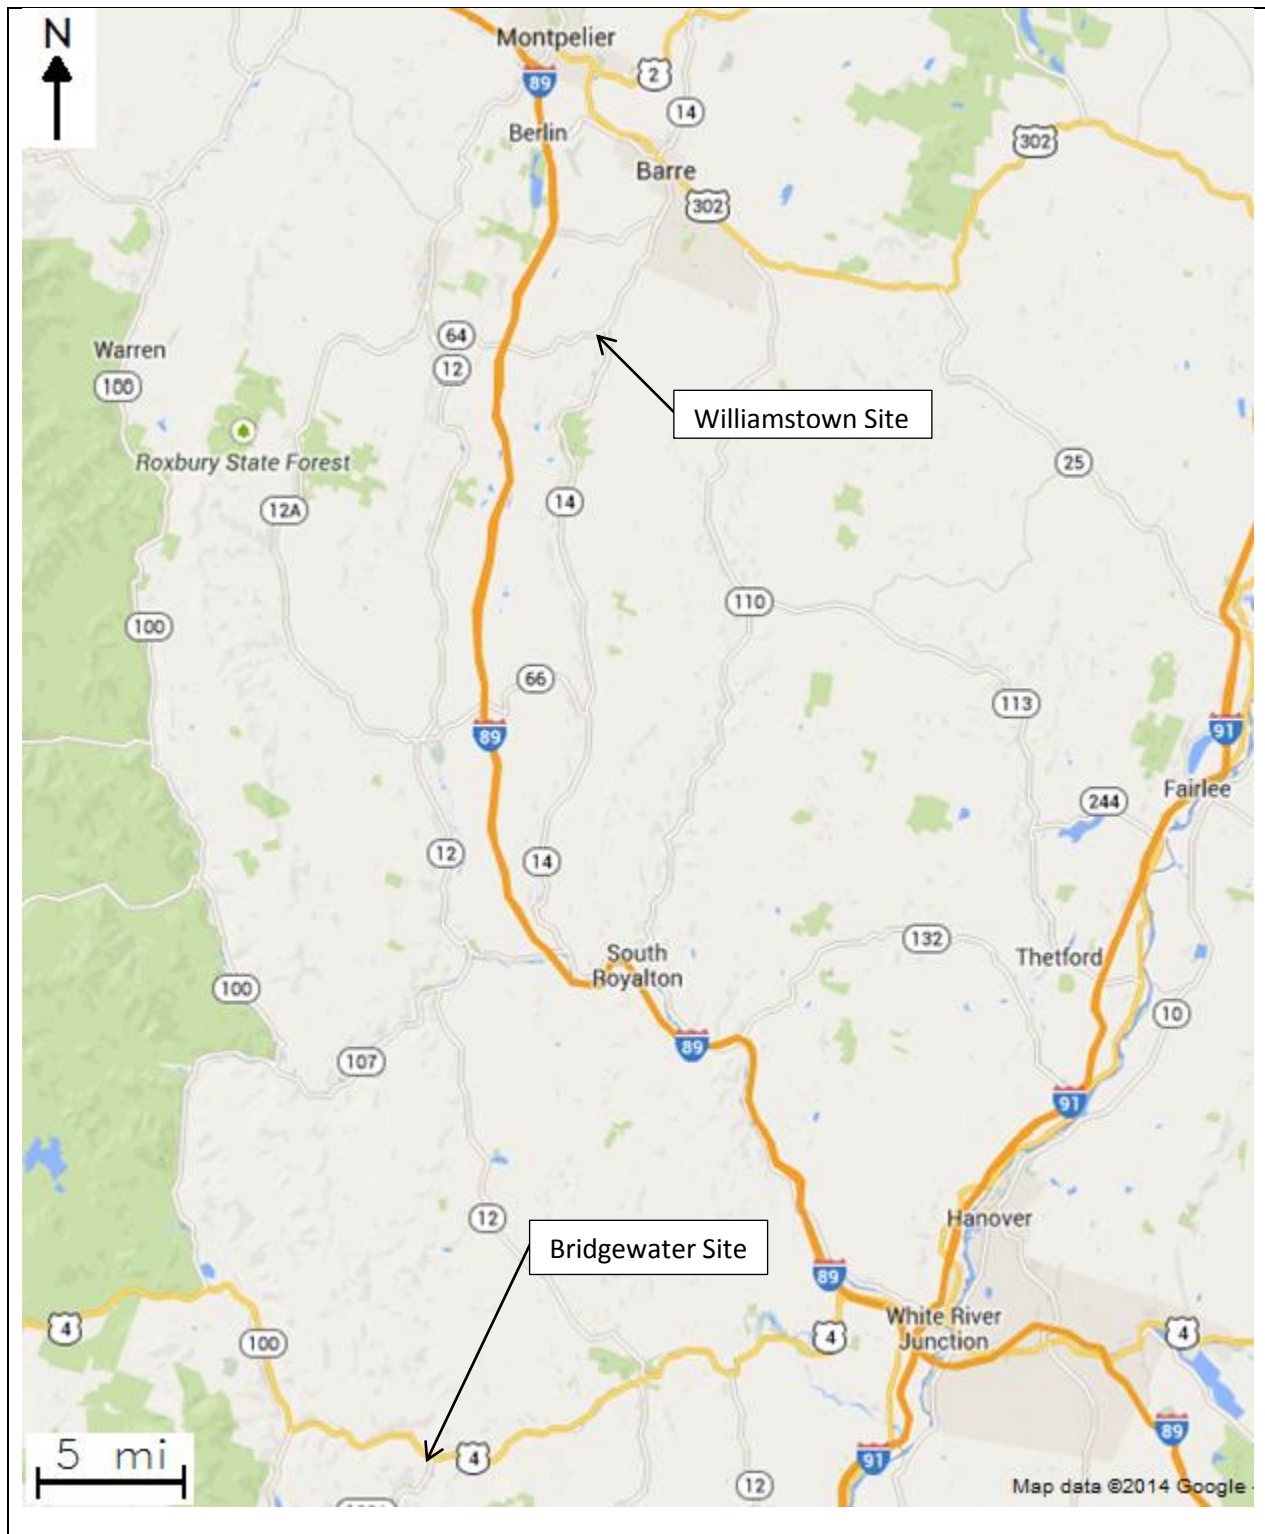 N
Montpelier
89
2
14
Berlin
302
Barre
302
64
Warren
12
100
Williamstown Site
Roxbury State Forest
25
14
12A
110
100
66
113
89
91
Fairlee
244
12
14
132
South
Royalton
Thetford
100
10
89
107
91
12
Hanover
Bridgewater Site
89
White River
Junction
4
4
4
100
89
4
91
5 mi
12
Map data ©2014 Google